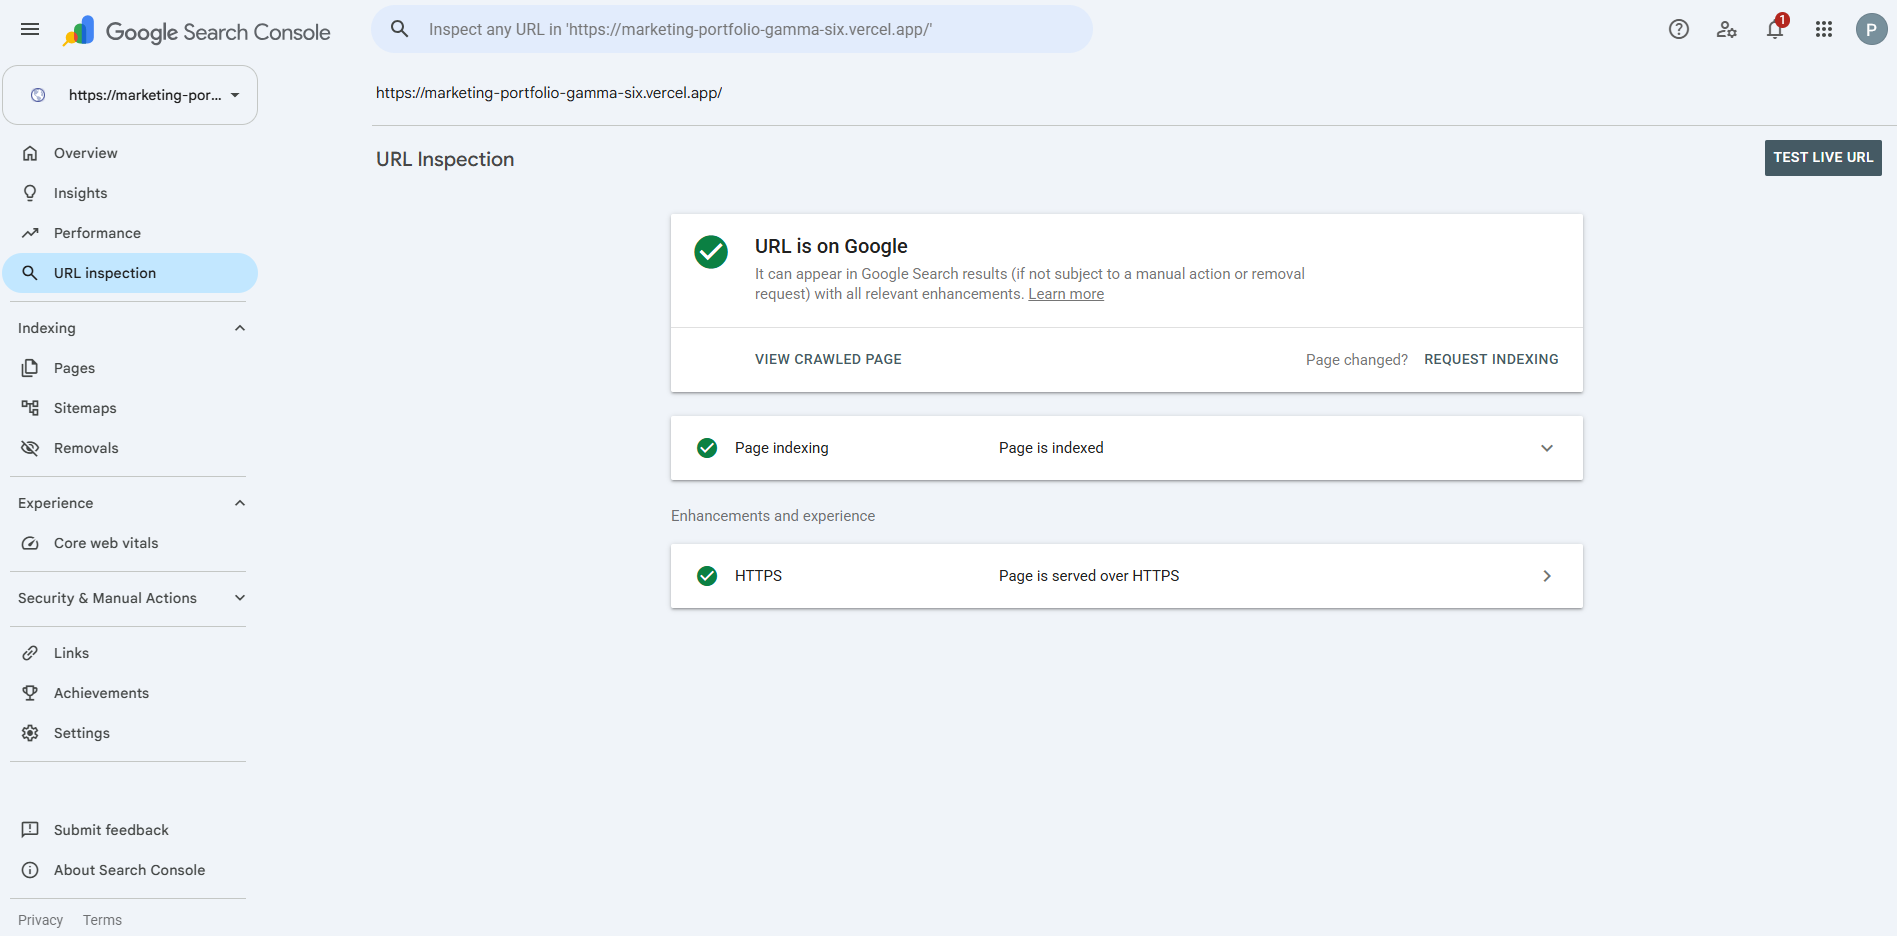 Google Search Console
Inspect any URL in 'https://marketing-portfolio-gamma-six.vercel.app/'
1
P
https://marketing-por...
https://marketing-portfolio-gamma-six.vercel.app/
Overview
Insights
Performance
URL inspection
Indexing
Pages
Sitemaps
Removals
Experience
Core web vitals
Security & Manual Actions
Links
Achievements
Settings
Submit feedback
About Search Console
Privacy Terms
URL Inspection
TEST LIVE URL
URL is on Google
It can appear in Google Search results (if not subject to a manual action or removal
request) with all relevant enhancements. Learn more
VIEW CRAWLED PAGE
Page changed? REQUEST INDEXING
Page indexing Page is indexed
Enhancements and experience
HTTPS Page is served over HTTPS